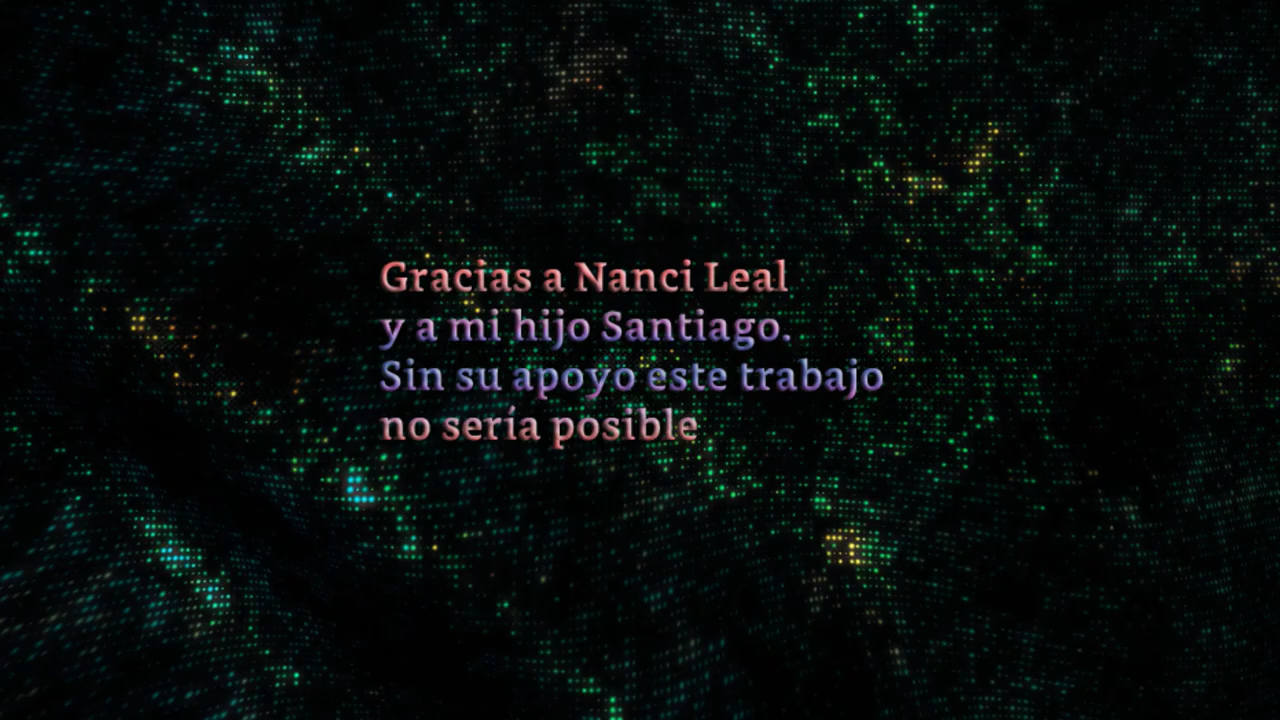 Gracias a Nanci Leal
y a mi hijo Santiago.
Sin su apoyo este trabajo
no sería posible